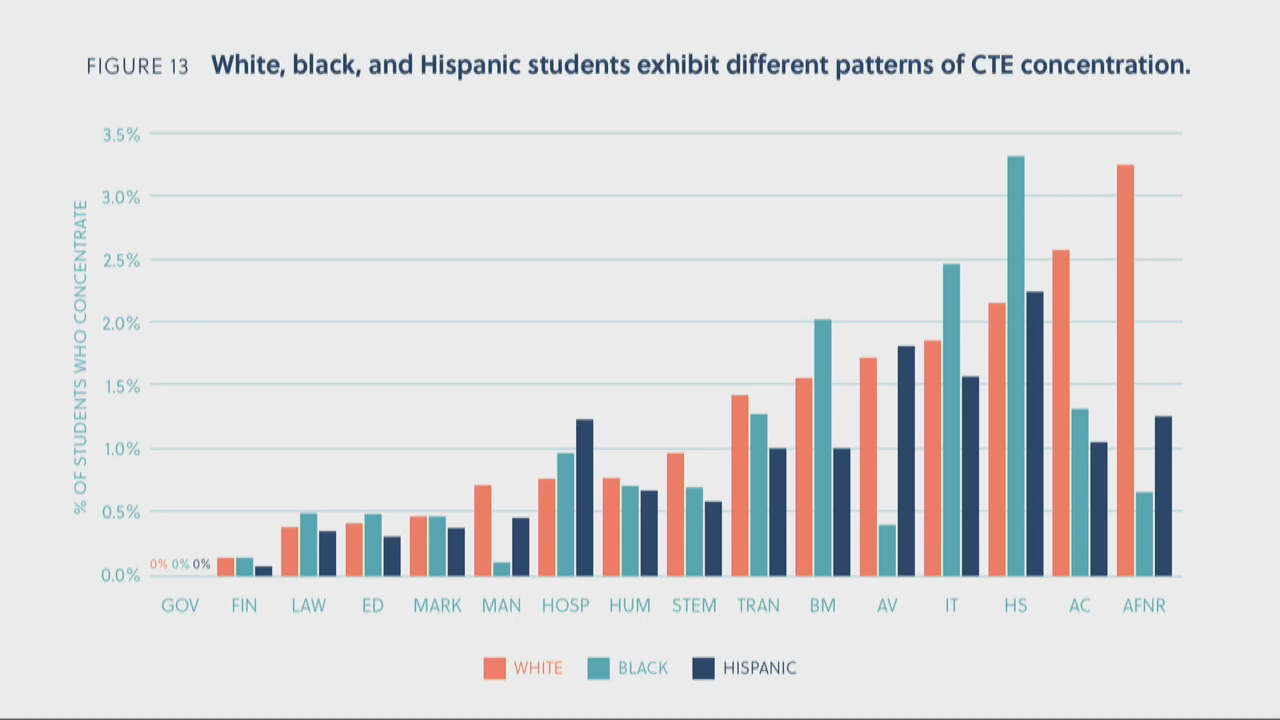 FIGURE 13 White, black, and Hispanic students exhibit different patterns of CTE concentration.
% OF STUDENTS WHO CONCENTRATE
3.5%
3.0%
2.5%
2.0%
1.5%
1.0%
0.5%
0.0%
0% 0% 0%
GOV FIN LAW ED MARK MAN HOSP HUM STEM TRAN BM AV IT HS AC AFNR
WHITE BLACK HISPANIC